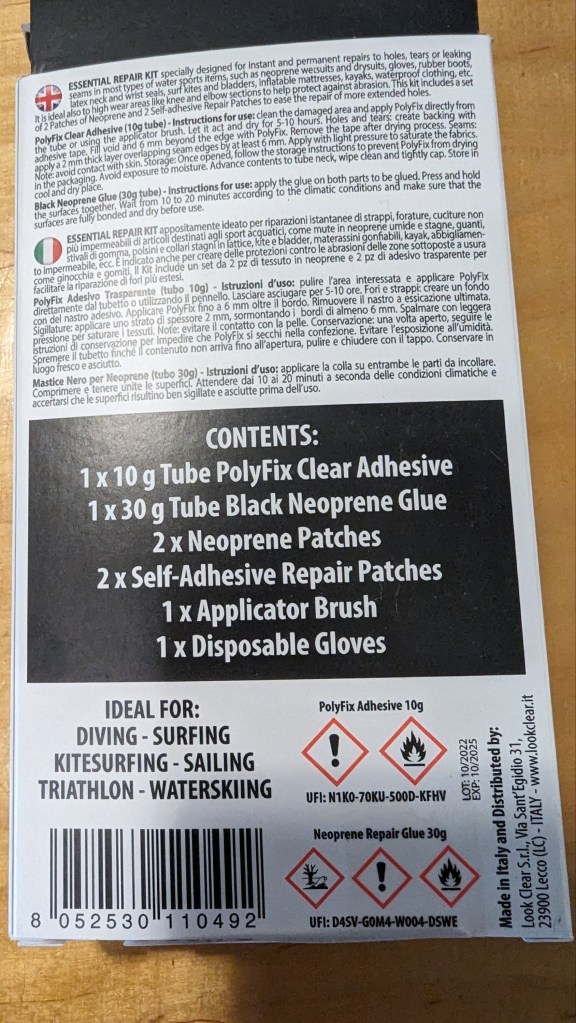 ESSENTIAL REPAIR KIT specially designed for instant and permanent repairs to holes, tears or leaking
seams in most types of water sports items, such as neoprene wetsuits and drysuits, gloves, rubber boots,
latex neck and wrist seals, surf kites and bladders, inflatable mattresses, kayaks, waterproof clothing, etc.
It is ideal also to high wear areas like knee and elbow sections to help protect against abrasion. This kit includes a set
of 2 Patches of Neoprene and 2 Self-adhesive Repair Patches to ease the repair of more extended holes.
PolyFix Clear Adhesive (10g tube) - Instructions for use: clean the damaged area and apply PolyFix directly from
the tube or using the applicator brush. Let it act and dry for 5-10 hours. Holes and tears: create backing with
adhesive tape. Fill void and 6 mm beyond the edge with PolyFix. Remove the tape after drying process. Seams:
apply a 2 mm thick layer overlapping seam edges by at least 6 mm. Apply with light pressure to saturate the fabrics.
Note: avoid contact with skin. Storage: Once opened, follow the storage instructions to prevent PolyFix from drying
in the packaging. Avoid exposure to moisture. Advance contents to tube neck, wipe clean and tightly cap. Store in
cool and dry place.
Black Neoprene Glue (30g tube) - Instructions for use: apply the glue on both parts to be glued. Press and hold
the surfaces together. Wait from 10 to 20 minutes according to the climatic conditions and make sure that the
surfaces are fully bonded and dry before use.
ESSENTIAL REPAIR KIT appositamente ideato per riparazioni istantanee di strappi, forature, cuciture non
più impermeabili di articoli destinati agli sport acquatici, come mute in neoprene umide e stagne, guanti,
stivali di gomma, polsini e collari stagni in lattice, kite e bladder, materassini gonfiabili, kayak, abbigliamen-
to impermeabile, ecc. È indicato anche per creare delle protezioni contro le abrasioni delle zone sottoposte a usura
come ginocchia e gomiti. Il Kit include un set da 2 pz di tessuto in neoprene e 2 pz di adesivo trasparente per
facilitare la riparazione di fori più estesi.
PolyFix Adesivo Trasparente (tubo 10g) - Istruzioni d'uso: pulire l'area interessata e applicare PolyFix
direttamente dal tubetto o utilizzando il pennello. Lasciare asciugare per 5-10 ore. Fori e strappi: creare un fondo
con del nastro adesivo. Applicare PolyFix fino a 6 mm oltre il bordo. Rimuovere il nastro a essicazione ultimata.
Sigillature: applicare uno strato di spessore 2 mm, sormontando i bordi di almeno 6 mm. Spalmare con leggera
pressione per saturare i tessuti. Note: evitare il contatto con la pelle. Conservazione: una volta aperto, seguire le
istruzioni di conservazione per impedire che PolyFix si secchi nella confezione. Evitare l'esposizione all'umidità.
Spremere il tubetto finché il contenuto non arriva fino all'apertura, pulire e chiudere con il tappo. Conservare in
luogo fresco e asciutto.
Mastice Nero per Neoprene (tubo 30g) - Istruzioni d'uso: applicare la colla su entrambe le parti da incollare.
Comprimere e tenere unite le superfici. Attendere dai 10 ai 20 minuti a seconda delle condizioni climatiche e
accertarsi che le superfici risultino ben sigillate e asciutte prima dell'uso.
CONTENTS:
1 x 10 g Tube PolyFix Clear Adhesive
1 x 30 g Tube Black Neoprene Glue
2 x Neoprene Patches
2 x Self-Adhesive Repair Patches
1 x Applicator Brush
1 x Disposable Gloves
IDEAL FOR:
DIVING - SURFING
KITESURFING - SAILING
TRIATHLON - WATERSKIING
8 052530 110492
PolyFix Adhesive 10g
UFI: N1K0-70KU-500D-KFHV
Neoprene Repair Glue 30g
UFI: D4SV-G0M4-W004-DSWE
LOT: 10/2022
EXP: 10/2025
Made in Italy and Distributed by:
Look Clear S.r.l., Via Sant'Egidio 31,
23900 Lecco (LC) - ITALY - www.lookclear.it